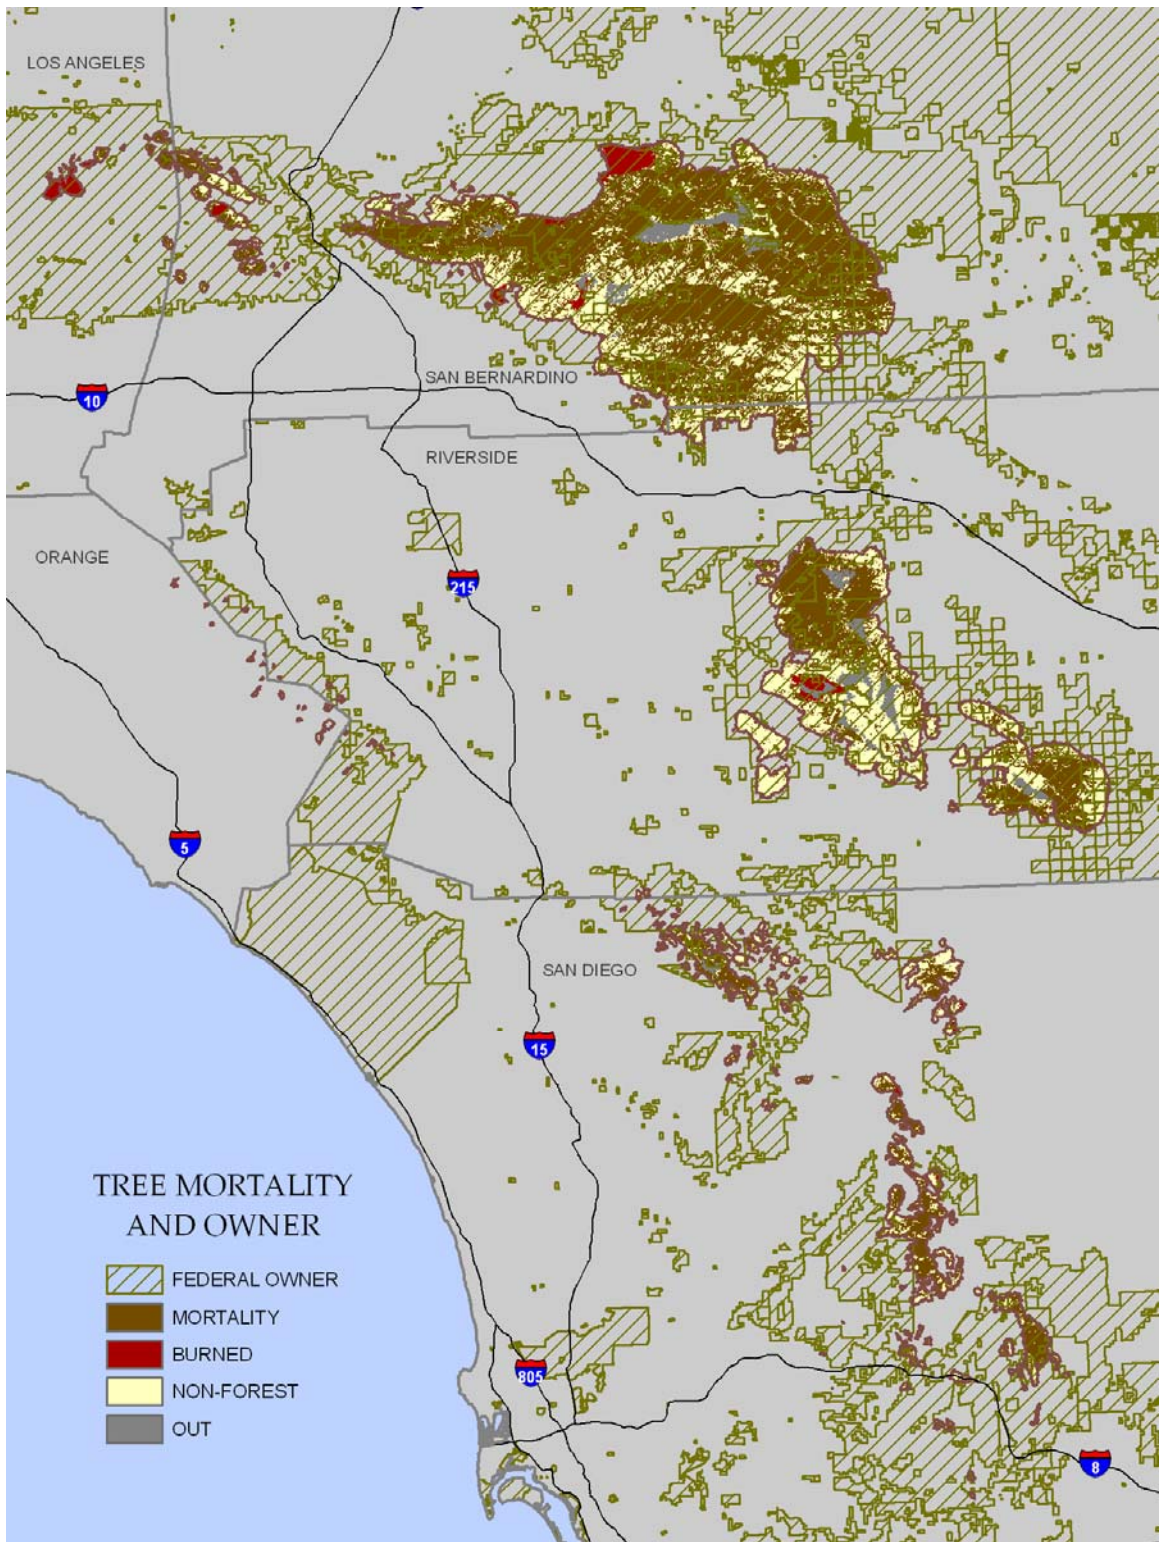 LOS ANGELES
10
SAN BERNARDINO
RIVERSIDE
ORANGE
215
5
SAN DIEGO
15
TREE MORTALITY
AND OWNER
FEDERAL OWNER
MORTALITY
BURNED
NON-FOREST
OUT
805
8